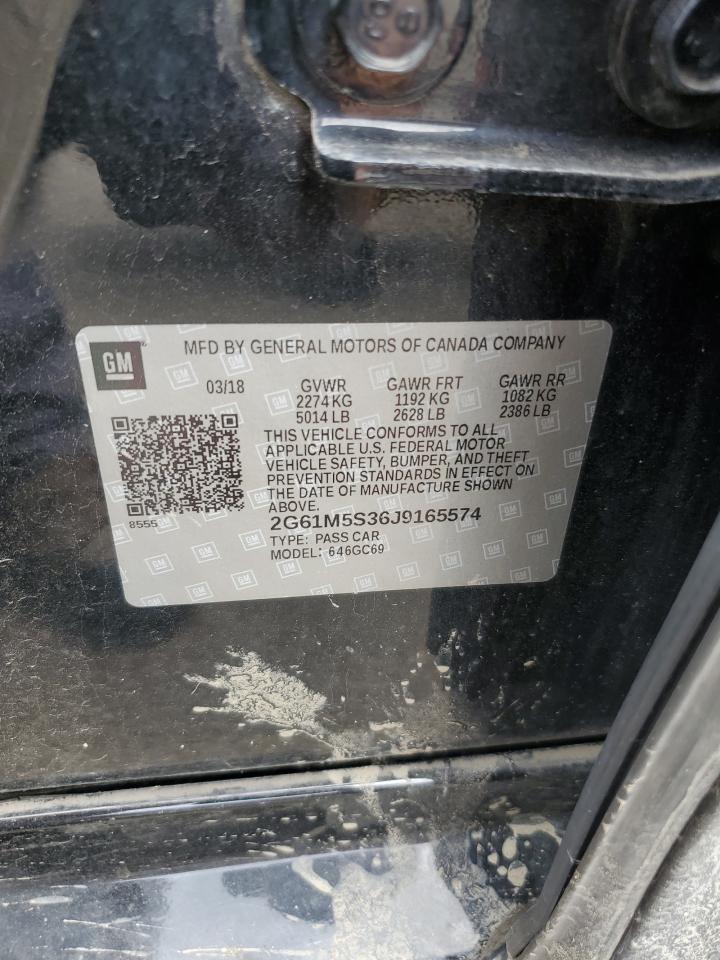 GM
MFD BY GENERAL MOTORS OF CANADA COMPANY
03/18 GVWR GAWR FRT GAWR RR
2274 KG 1192 KG 1082 KG
5014 LB 2628 LB 2386 LB
THIS VEHICLE CONFORMS TO ALL
APPLICABLE U.S. FEDERAL MOTOR
VEHICLE SAFETY, BUMPER, AND THEFT
PREVENTION STANDARDS IN EFFECT ON
THE DATE OF MANUFACTURE SHOWN
ABOVE.
8555
2G61M5S36J9165574
TYPE: PASS CAR
MODEL: 646GC69